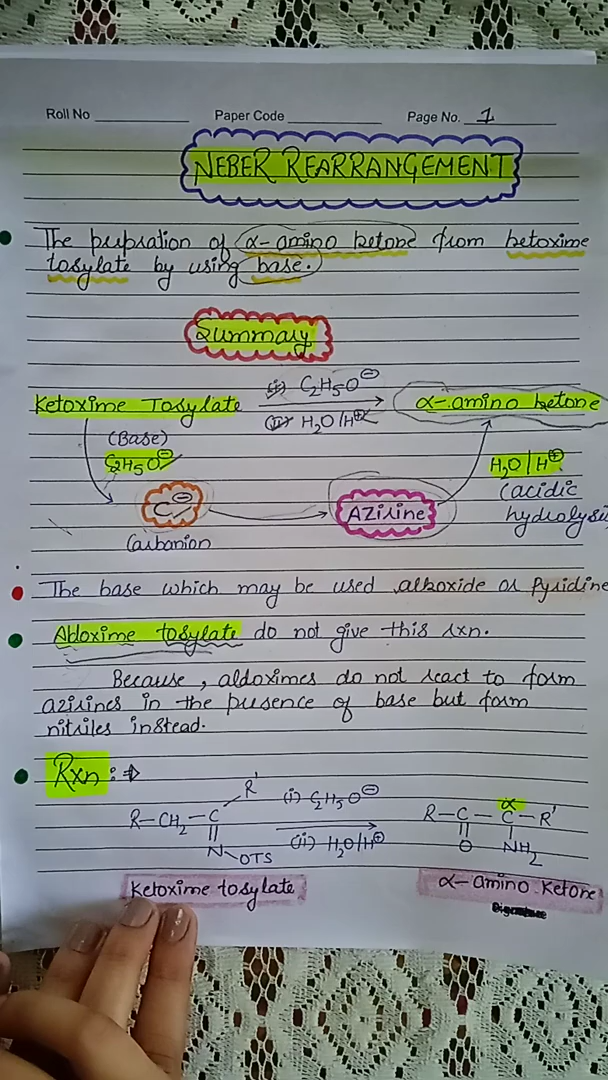 Roll No Paper Code Page No. 1
NEBER REARRANGEMENT
The prepration of α-amino ketone from ketoxime
tosylate by using base.
Summary
Ketoxime Tosylate (i) C2H5O⊖ α-amino ketone
(ii) H2O/H⊕
(Base)
C2H5O⊖
H2O/H⊕
(acidic
hydrolysis
C⊖ Azirine
Carbanion
The base which may be used alkoxide or Pyridine
Aldoxime tosylate do not give this rxn.
Because, aldoximes do not react to form
azirines in the presence of base but form
nitriles instead.
Rxn :⇒
R-CH2-C-R' (i) C2H5O⊖ R-C-C-R'
α
N-OTS (ii) H2O/H⊕ O NH2
Ketoxime tosylate α-amino Ketone